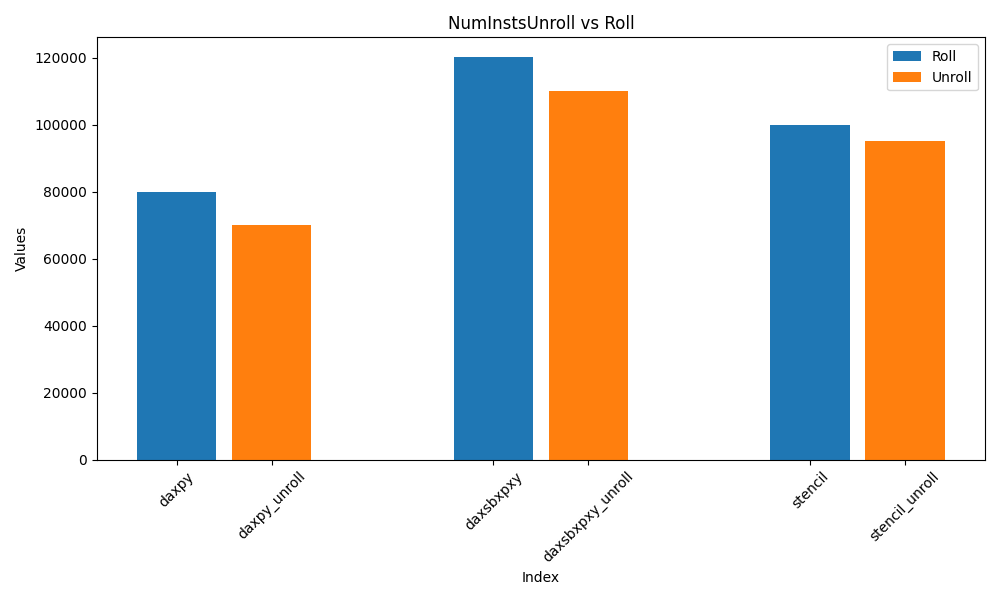 NumInstsUnroll vs Roll
Roll
Unroll
Values
120000
100000
80000
60000
40000
20000
0
daxpy
daxpy_unroll
daxsbxpxy
daxsbxpxy_unroll
stencil
stencil_unroll
Index